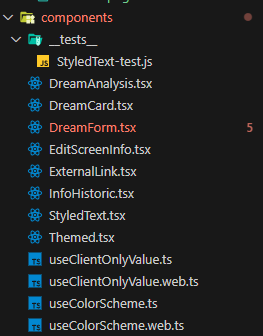 components
__tests__
JS StyledText-test.js
DreamAnalysis.tsx
DreamCard.tsx
DreamForm.tsx 5
EditScreenInfo.tsx
ExternalLink.tsx
InfoHistoric.tsx
StyledText.tsx
Themed.tsx
TS useClientOnlyValue.ts
TS useClientOnlyValue.web.ts
TS useColorScheme.ts
TS useColorScheme.web.ts